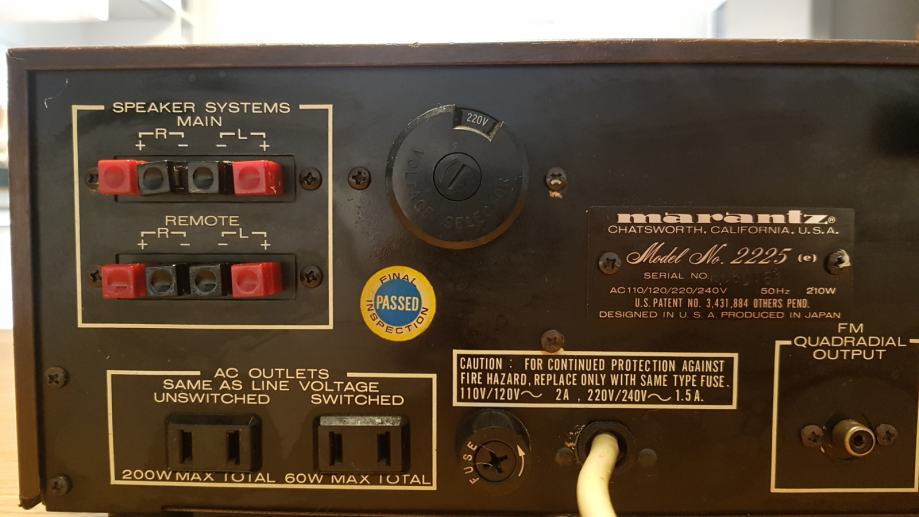 SPEAKER SYSTEMS
MAIN
R L
+ - - +
REMOTE
R L
+ - - +
220V
VOLTAGE SELECTOR
FINAL
PASSED
INSPECTION
marantz®
CHATSWORTH, CALIFORNIA, U.S.A.
Model No. 2225 (e)
SERIAL NO.
AC110/120/220/240V 50Hz 210W
U.S. PATENT NO. 3,431,884 OTHERS PEND.
DESIGNED IN U.S.A. PRODUCED IN JAPAN
FM
QUADRADIAL
OUTPUT
AC OUTLETS
SAME AS LINE VOLTAGE
UNSWITCHED SWITCHED
200W MAX TOTAL 60W MAX TOTAL
CAUTION : FOR CONTINUED PROTECTION AGAINST
FIRE HAZARD, REPLACE ONLY WITH SAME TYPE FUSE.
110V/120V～ 2A , 220V/240V～ 1.5A.
FUSE